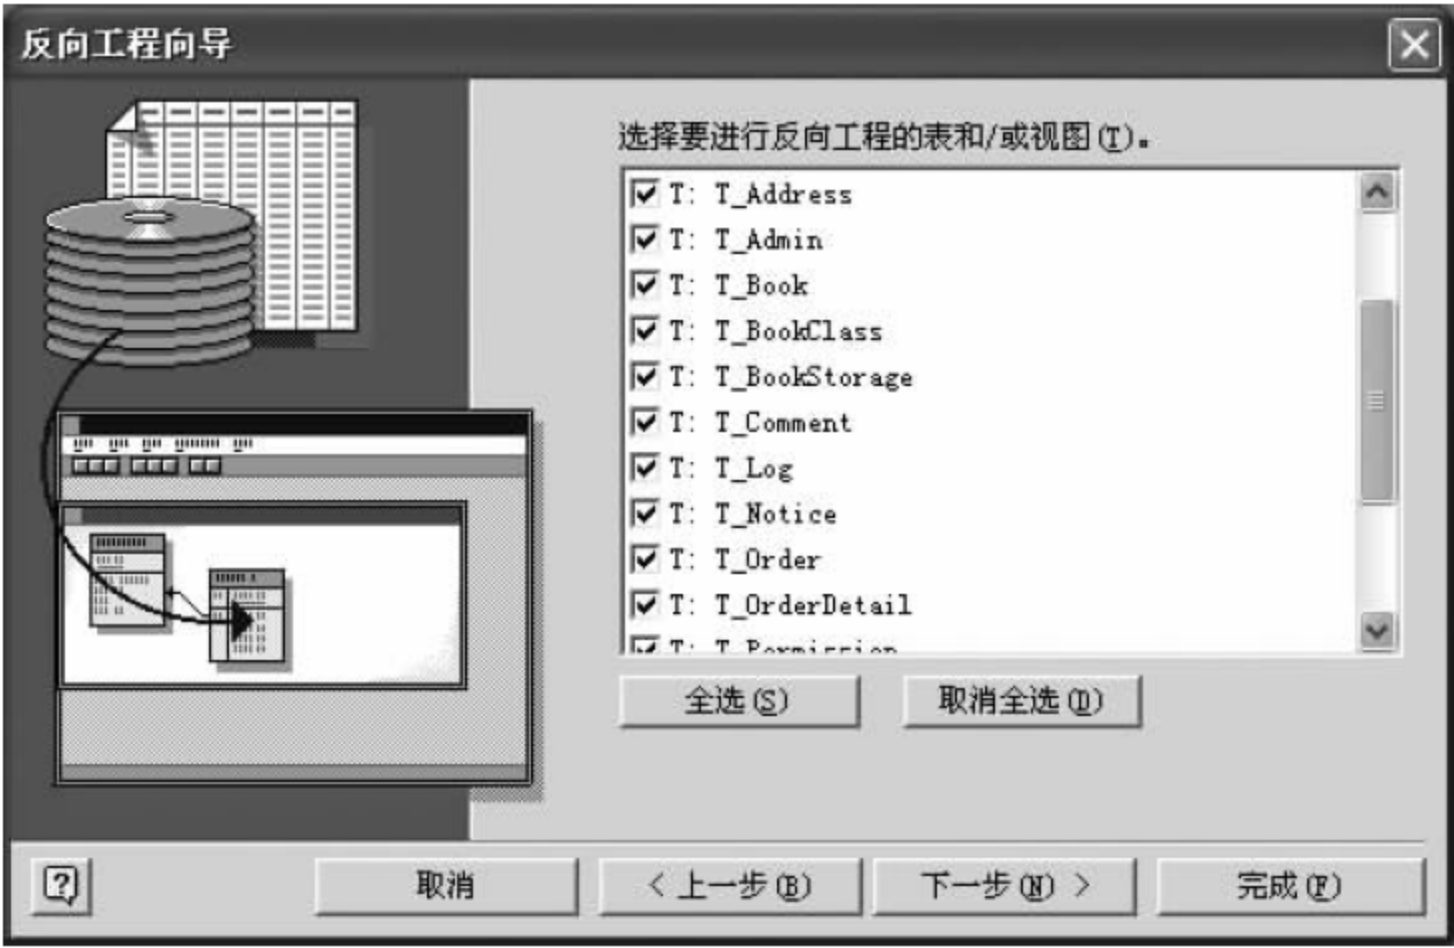 反向工程向导
选择要进行反向工程的表和/或视图(T)。
T: T_Address
T: T_Admin
T: T_Book
T: T_BookClass
T: T_BookStorage
T: T_Comment
T: T_Log
T: T_Notice
T: T_Order
T: T_OrderDetail
T: T_Permission
全选(S) 取消全选(D)
取消 < 上一步(B) 下一步(N) > 完成(F)